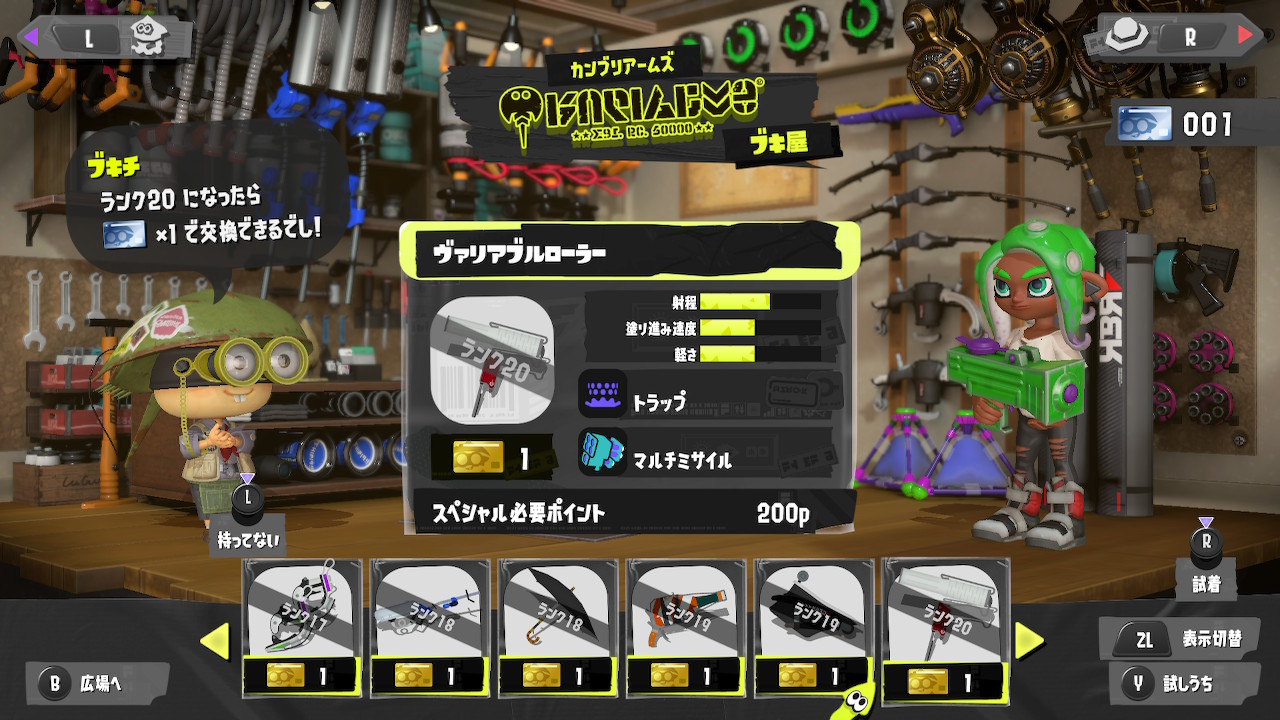 L
R
001
カンブリアームズ
ブキ屋
ブキチ
ランク20 になったら
×1 で交換できるでし!
ヴァリアブルローラー
ランク20
1
射程
塗り進み速度
軽さ
トラップ
マルチミサイル
スペシャル必要ポイント 200p
L
持ってない
R
試着
ランク17
1
ランク18
1
ランク18
1
ランク19
1
ランク19
1
ランク20
1
B 広場へ
ZL 表示切替
Y 試しうち